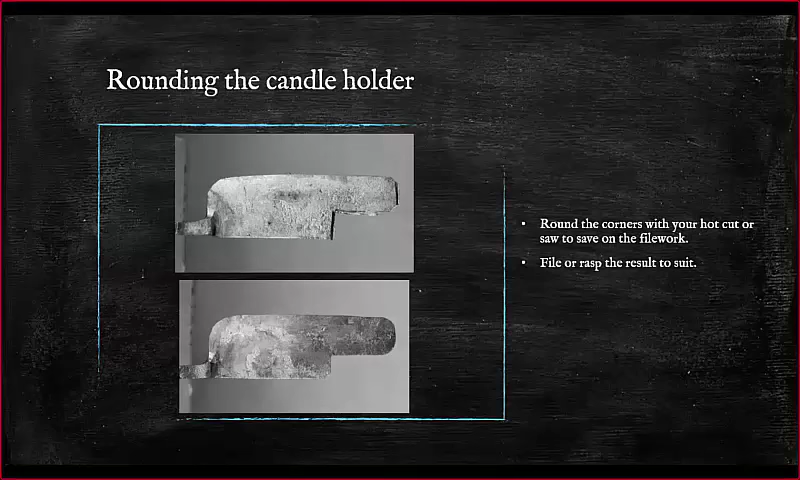 Rounding the candle holder
• Round the corners with your hot cut or
saw to save on the filework.
• File or rasp the result to suit.